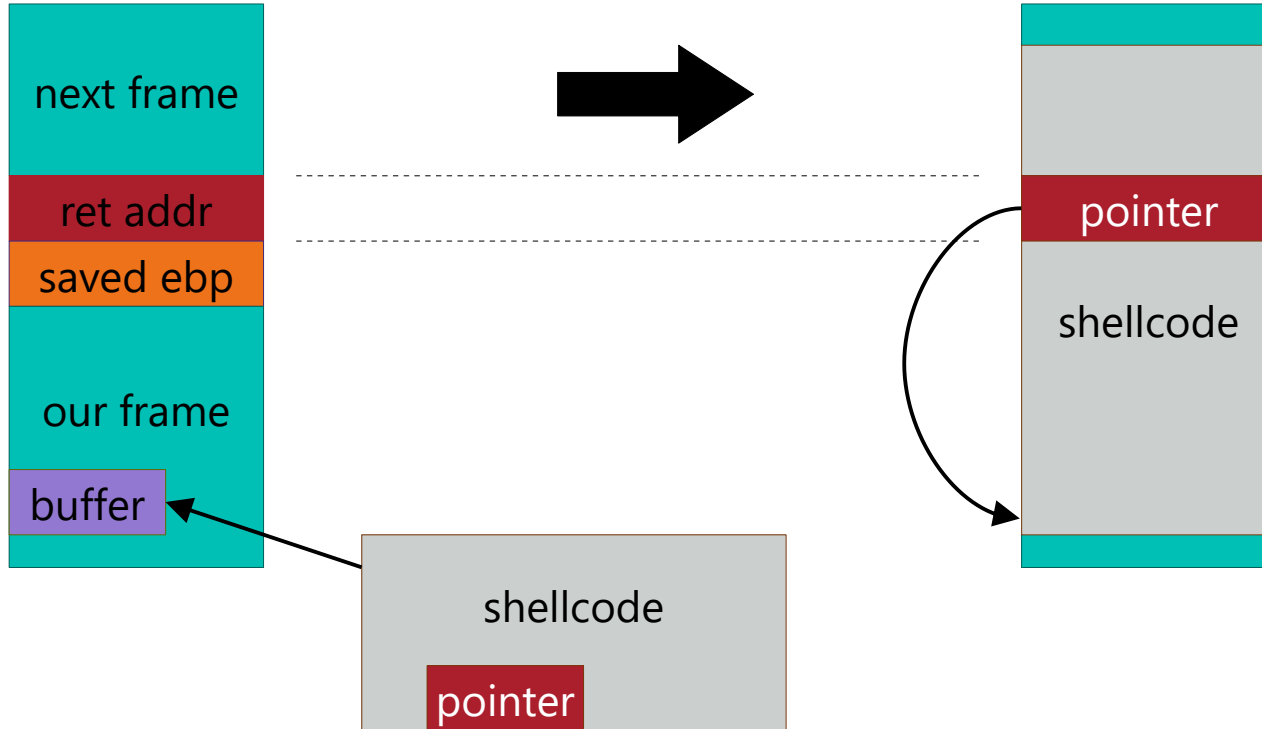 next frame
ret addr
saved ebp
our frame
buffer
shellcode
pointer
pointer
shellcode